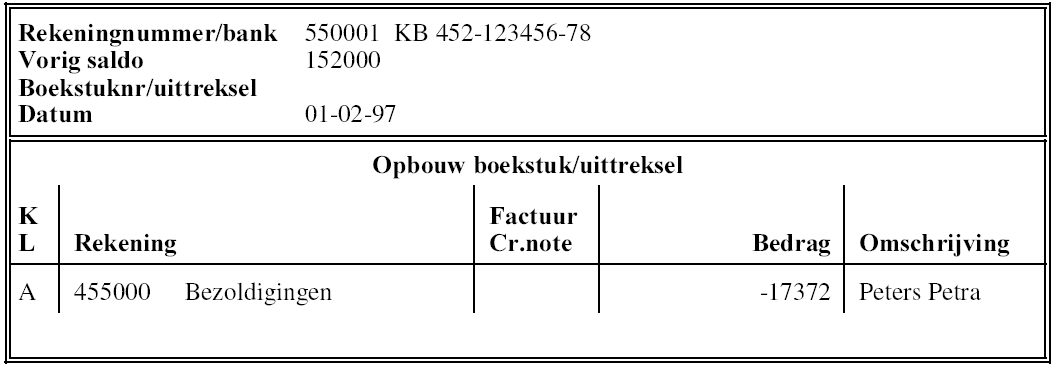 Rekeningnummer/bank 550001 KB 452-123456-78
Vorig saldo 152000
Boekstuknr/uittreksel
Datum 01-02-97
Opbouw boekstuk/uittreksel
K Factuur
L Rekening Cr.note Bedrag Omschrijving
A 455000 Bezoldigingen -17372 Peters Petra